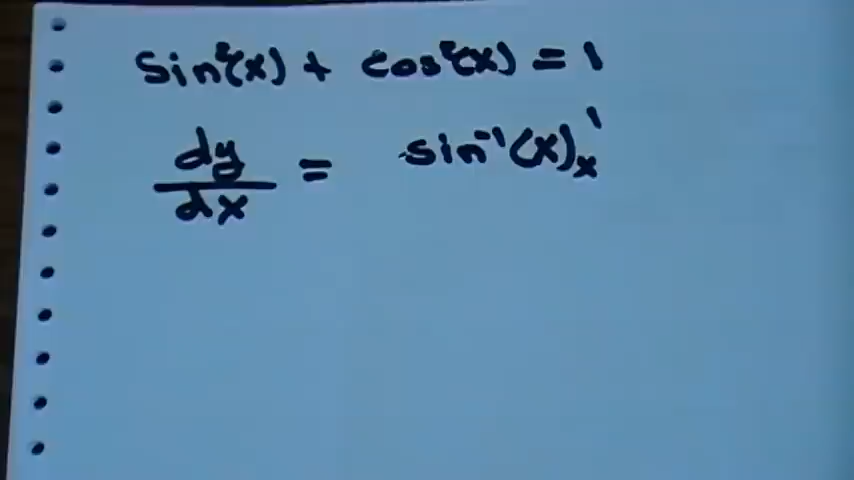 sin²(x) + cos²(x) = 1
dy/dx = sin⁻¹(x)ₓ'